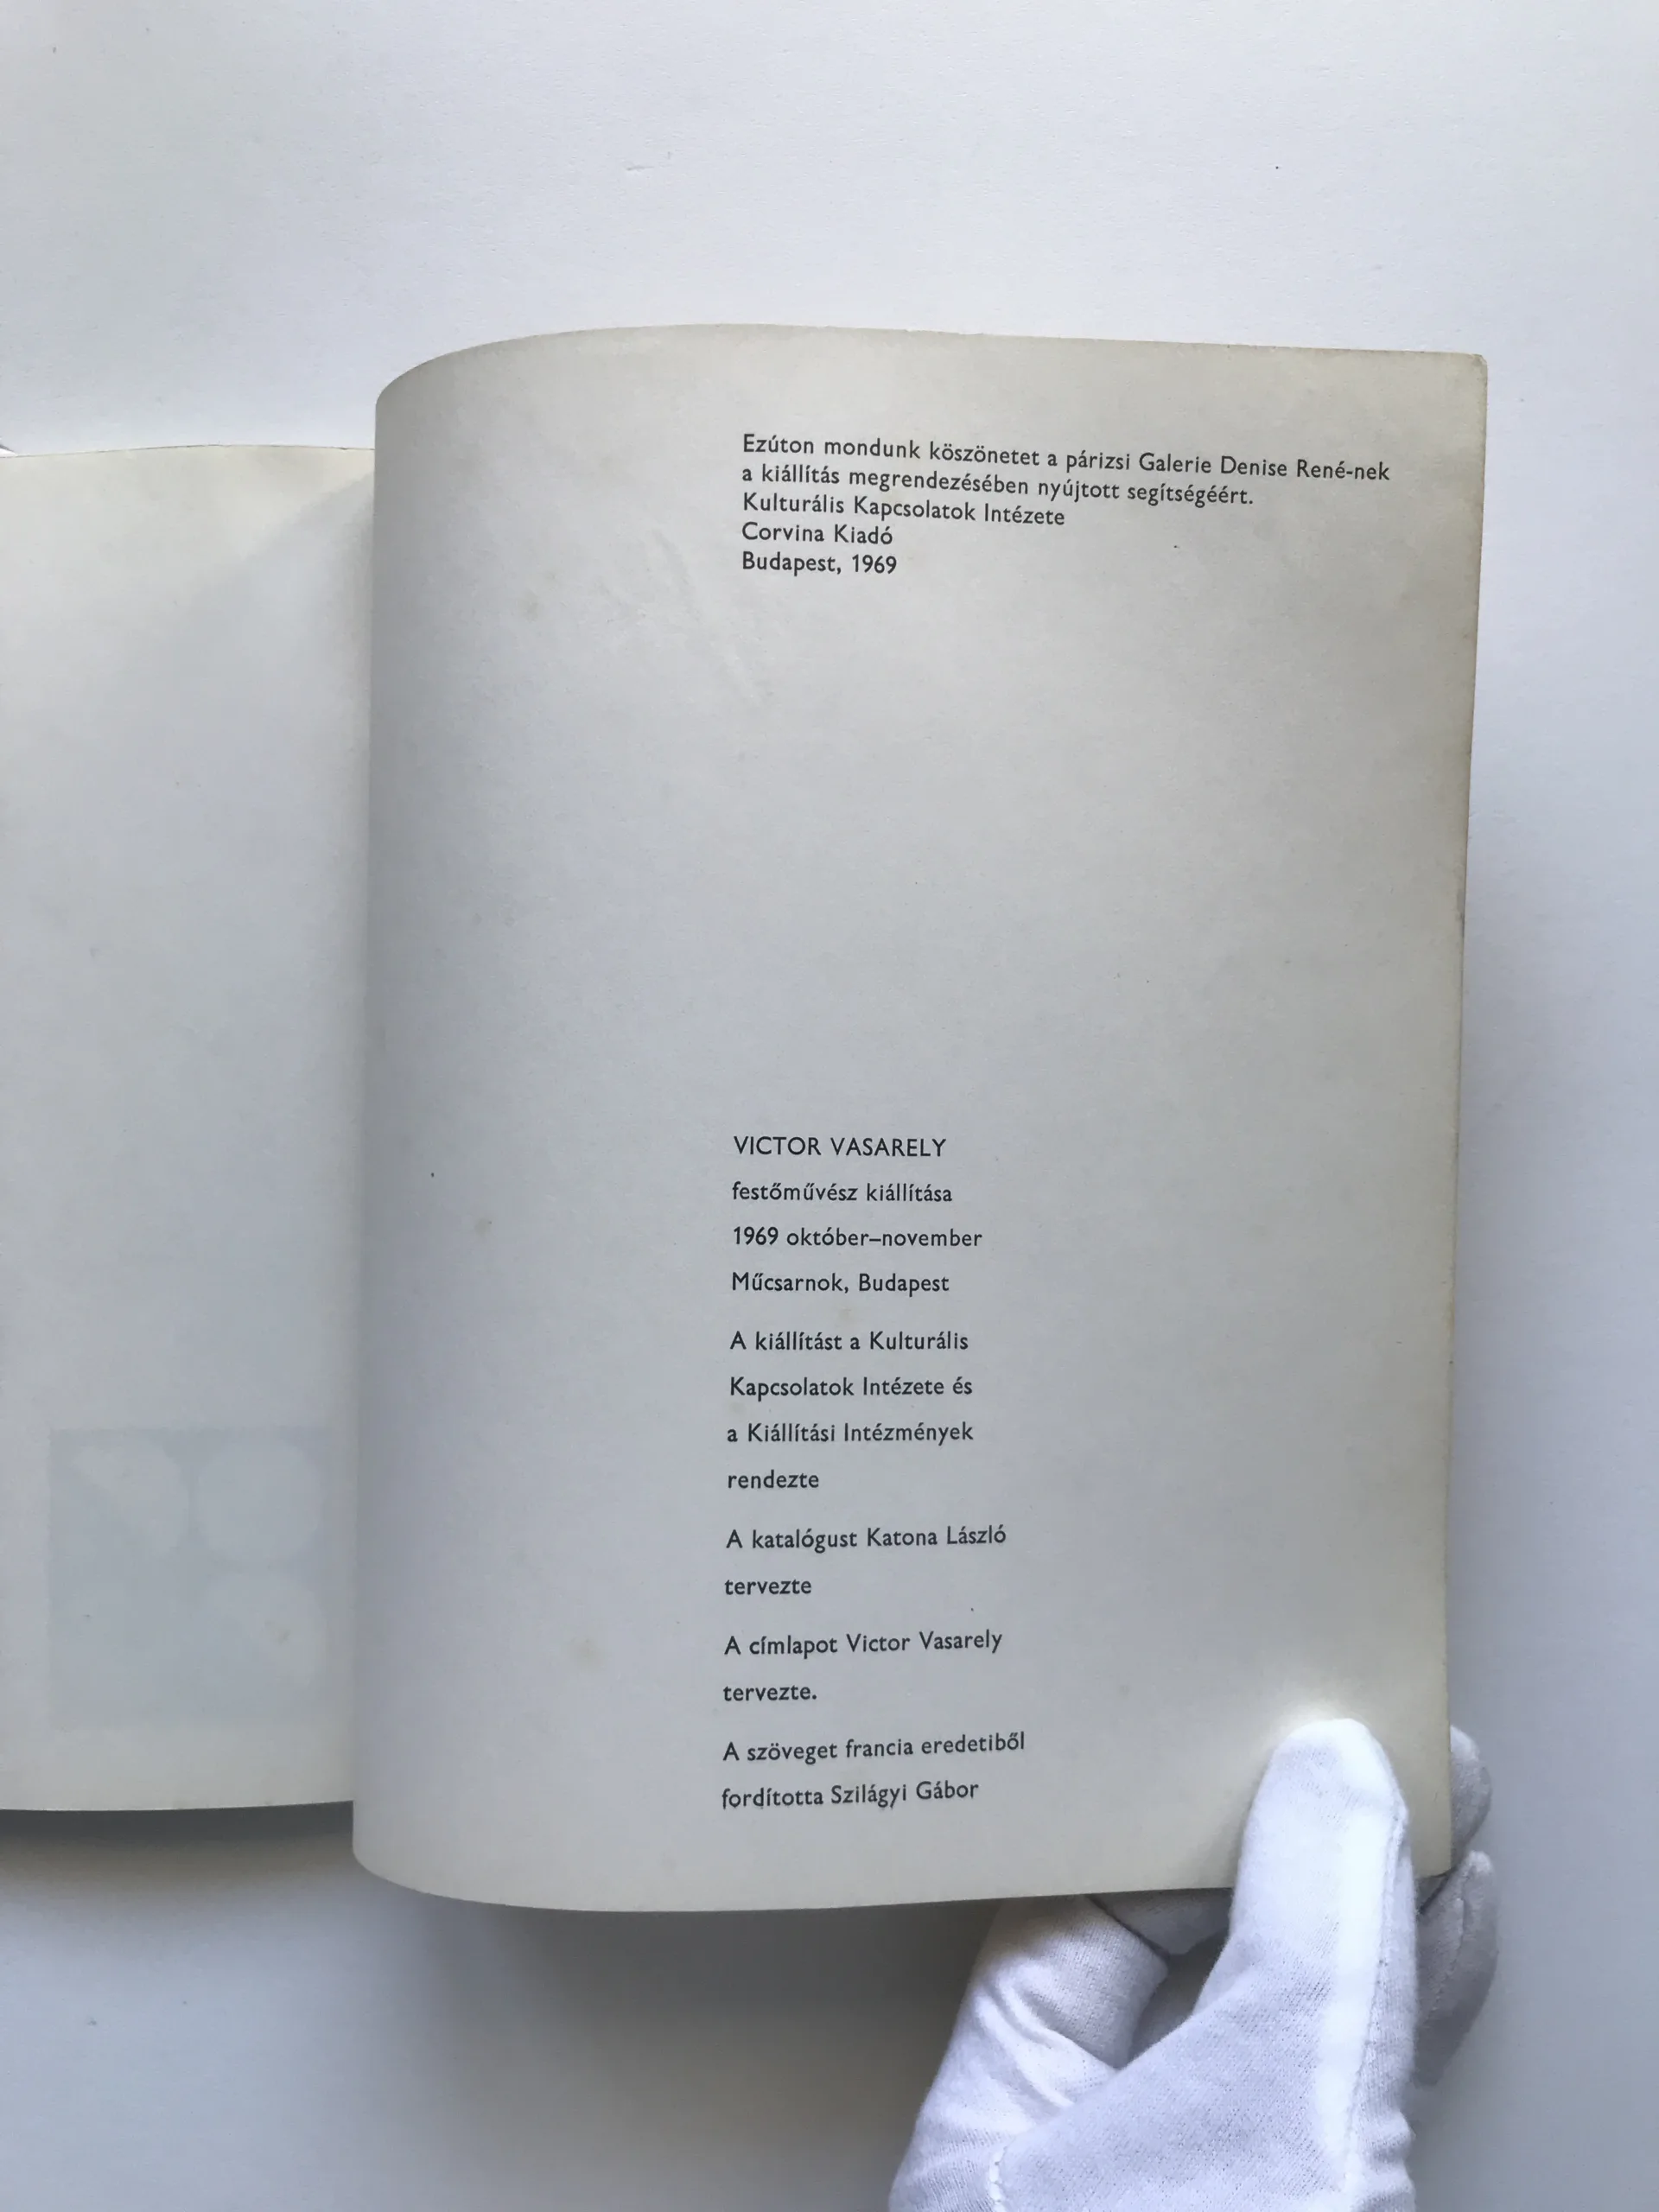 Ezúton mondunk köszönetet a párizsi Galerie Denise René-nek
a kiállítás megrendezésében nyújtott segítségéért.
Kulturális Kapcsolatok Intézete
Corvina Kiadó
Budapest, 1969
VICTOR VASARELY
festőművész kiállítása
1969 október–november
Műcsarnok, Budapest
A kiállítást a Kulturális
Kapcsolatok Intézete és
a Kiállítási Intézmények
rendezte
A katalógust Katona László
tervezte
A címlapot Victor Vasarely
tervezte.
A szöveget francia eredetiből
fordította Szilágyi Gábor